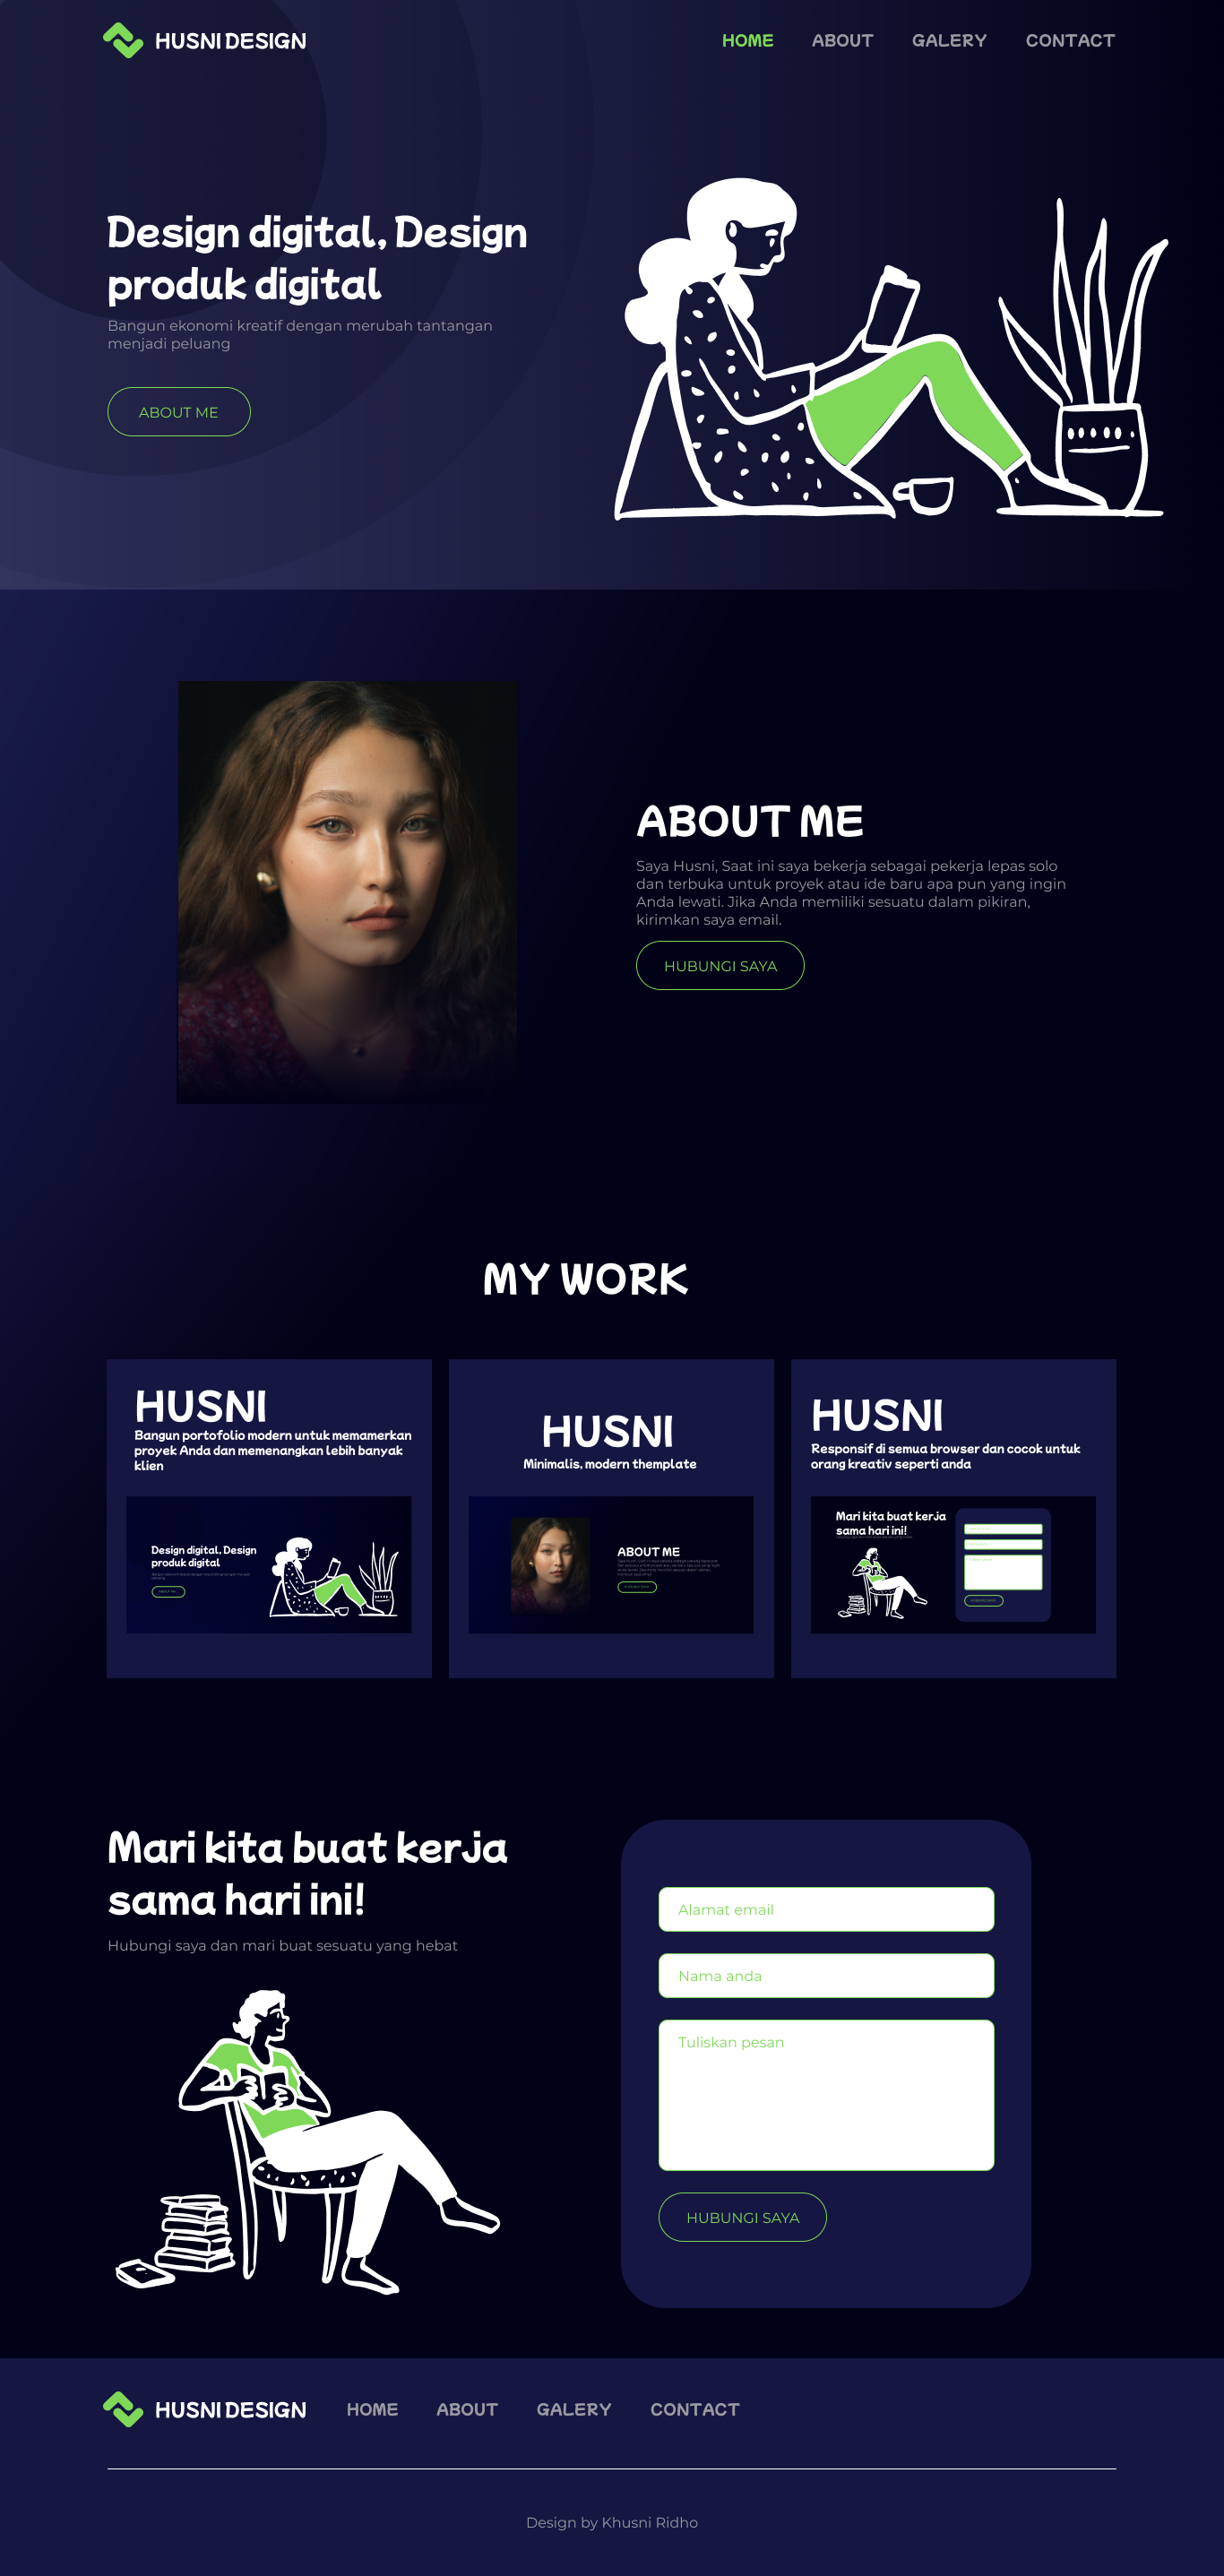 HUSNI DESIGN
HOME
ABOUT
GALERY
CONTACT
Design digital, Design
produk digital
Bangun ekonomi kreatif dengan merubah tantangan
menjadi peluang
ABOUT ME
ABOUT ME
Saya Husni, Saat ini saya bekerja sebagai pekerja lepas solo
dan terbuka untuk proyek atau ide baru apa pun yang ingin
Anda lewati. Jika Anda memiliki sesuatu dalam pikiran,
kirimkan saya email.
HUBUNGI SAYA
MY WORK
HUSNI
Bangun portofolio modern untuk memamerkan
proyek Anda dan memenangkan lebih banyak
klien
Design digital, Design
produk digital
HUSNI
Minimalis, modern themplate
ABOUT ME
HUSNI
Responsif di semua browser dan cocok untuk
orang kreativ seperti anda
Mari kita buat kerja
sama hari ini!
Mari kita buat kerja
sama hari ini!
Hubungi saya dan mari buat sesuatu yang hebat
Alamat email
Nama anda
Tuliskan pesan
HUBUNGI SAYA
HUSNI DESIGN
HOME
ABOUT
GALERY
CONTACT
Design by Khusni Ridho